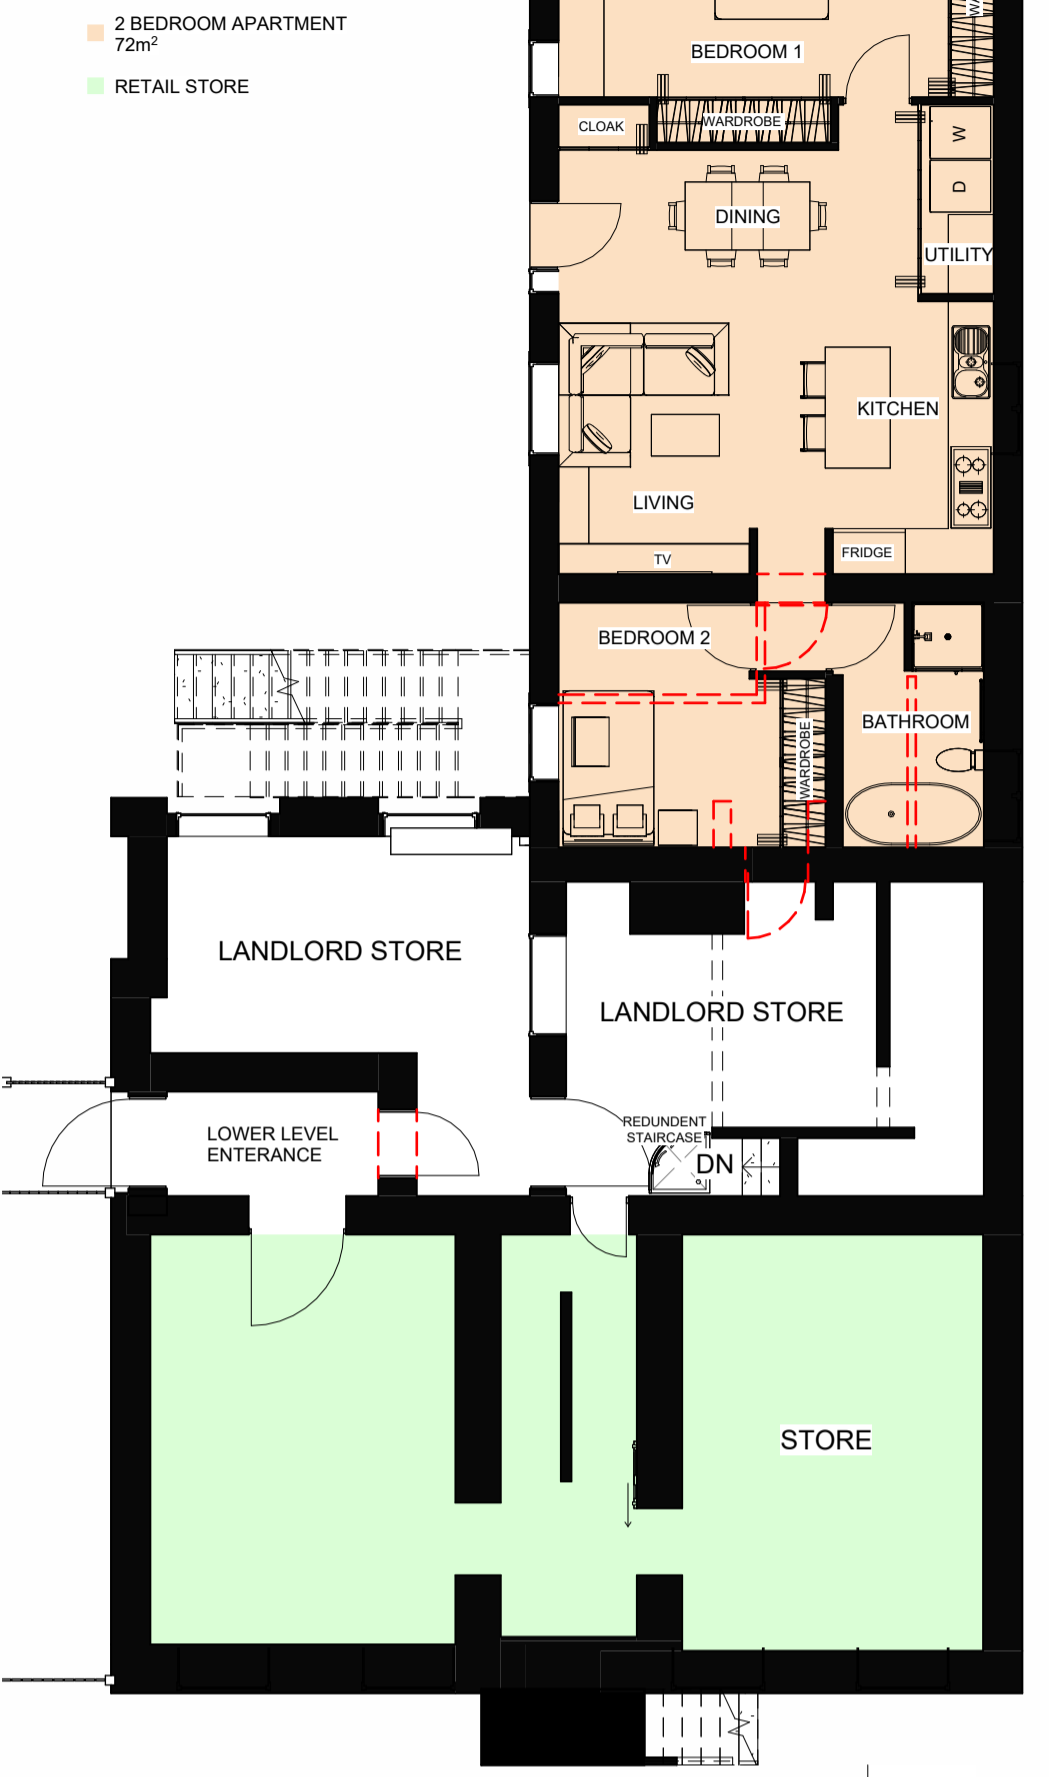 2 BEDROOM APARTMENT
72m²
RETAIL STORE
BEDROOM 1
CLOAK
WARDROBE
W
D
DINING
UTILITY
KITCHEN
LIVING
TV
FRIDGE
BEDROOM 2
WARDROBE
BATHROOM
LANDLORD STORE
LANDLORD STORE
REDUNDENT
STAIRCASE
DN
LOWER LEVEL
ENTERANCE
STORE